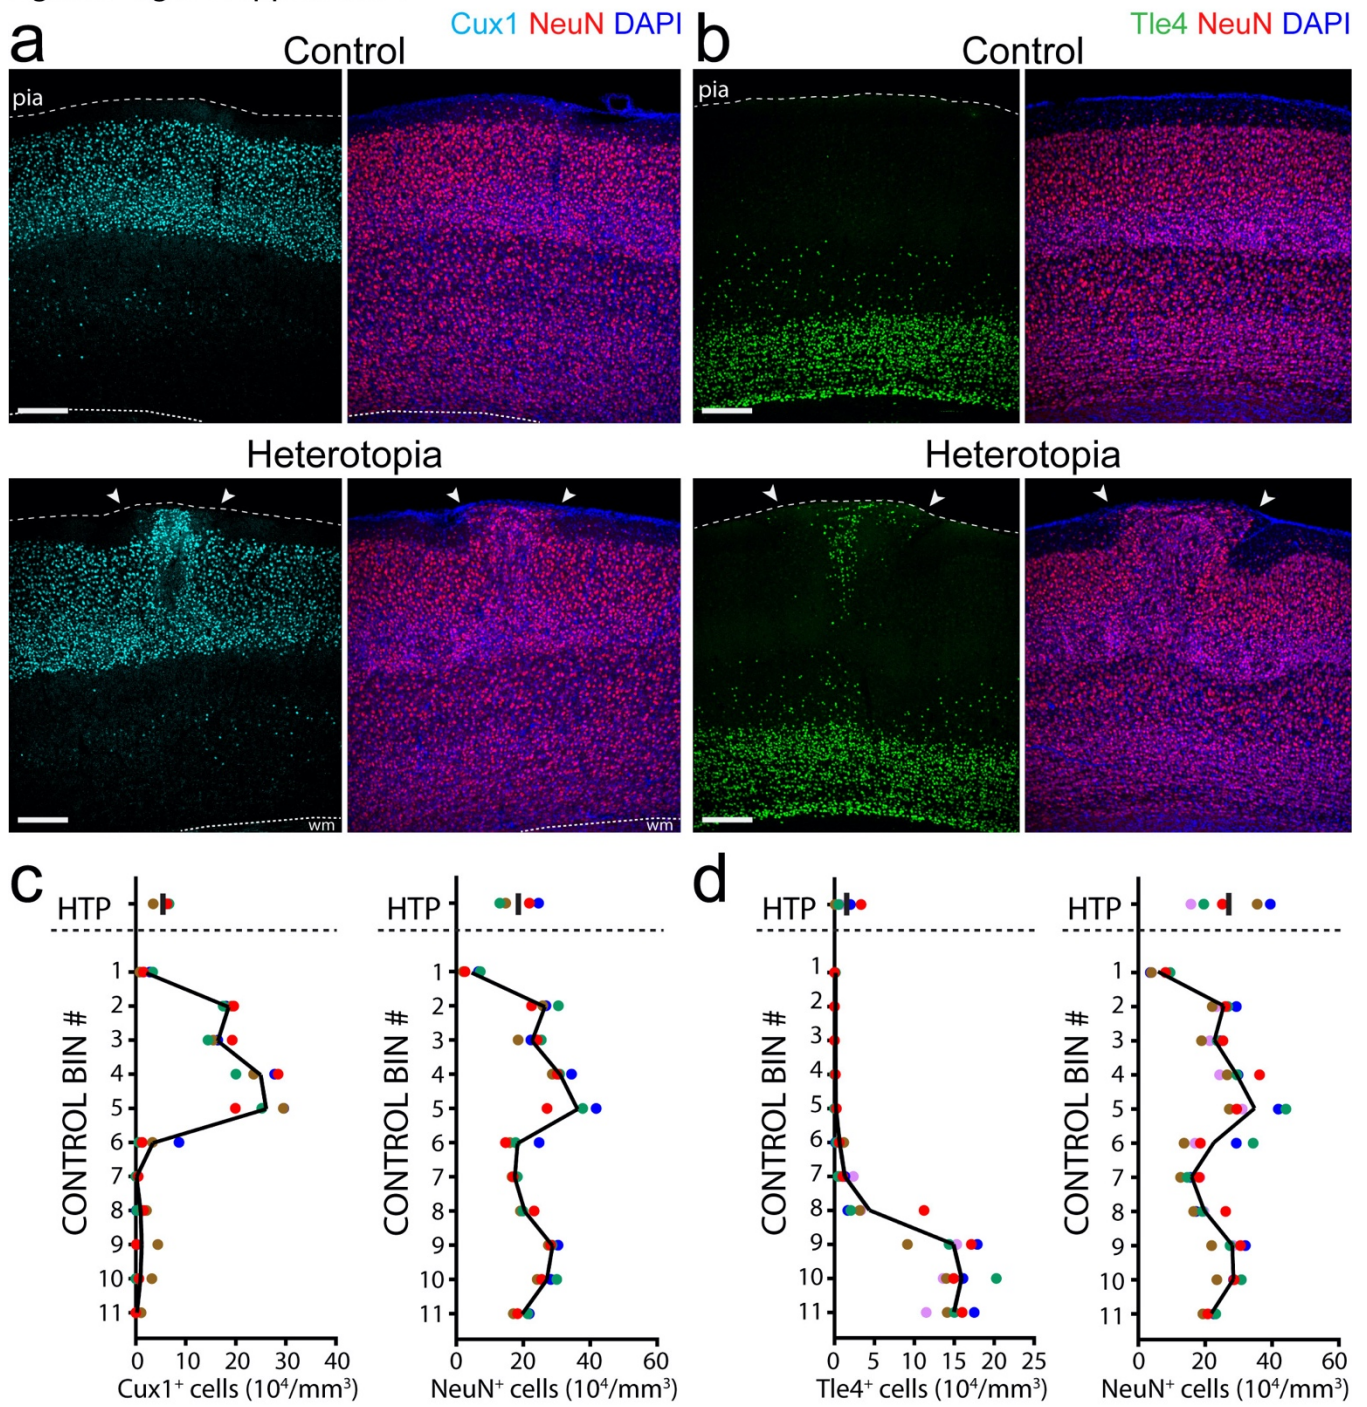 a
Cux1 NeuN DAPI
Control
pia
b
Tle4 NeuN DAPI
Control
pia
Heterotopia
wm
wm
Heterotopia
c
HTP
CONTROL BIN #
1
2
3
4
5
6
7
8
9
10
11
0 10 20 30 40
Cux1⁺ cells (10⁴/mm³)
HTP
CONTROL BIN #
1
2
3
4
5
6
7
8
9
10
11
0 20 40 60
NeuN⁺ cells (10⁴/mm³)
d
HTP
CONTROL BIN #
1
2
3
4
5
6
7
8
9
10
11
0 5 10 15 20 25
Tle4⁺ cells (10⁴/mm³)
HTP
CONTROL BIN #
1
2
3
4
5
6
7
8
9
10
11
0 20 40 60
NeuN⁺ cells (10⁴/mm³)